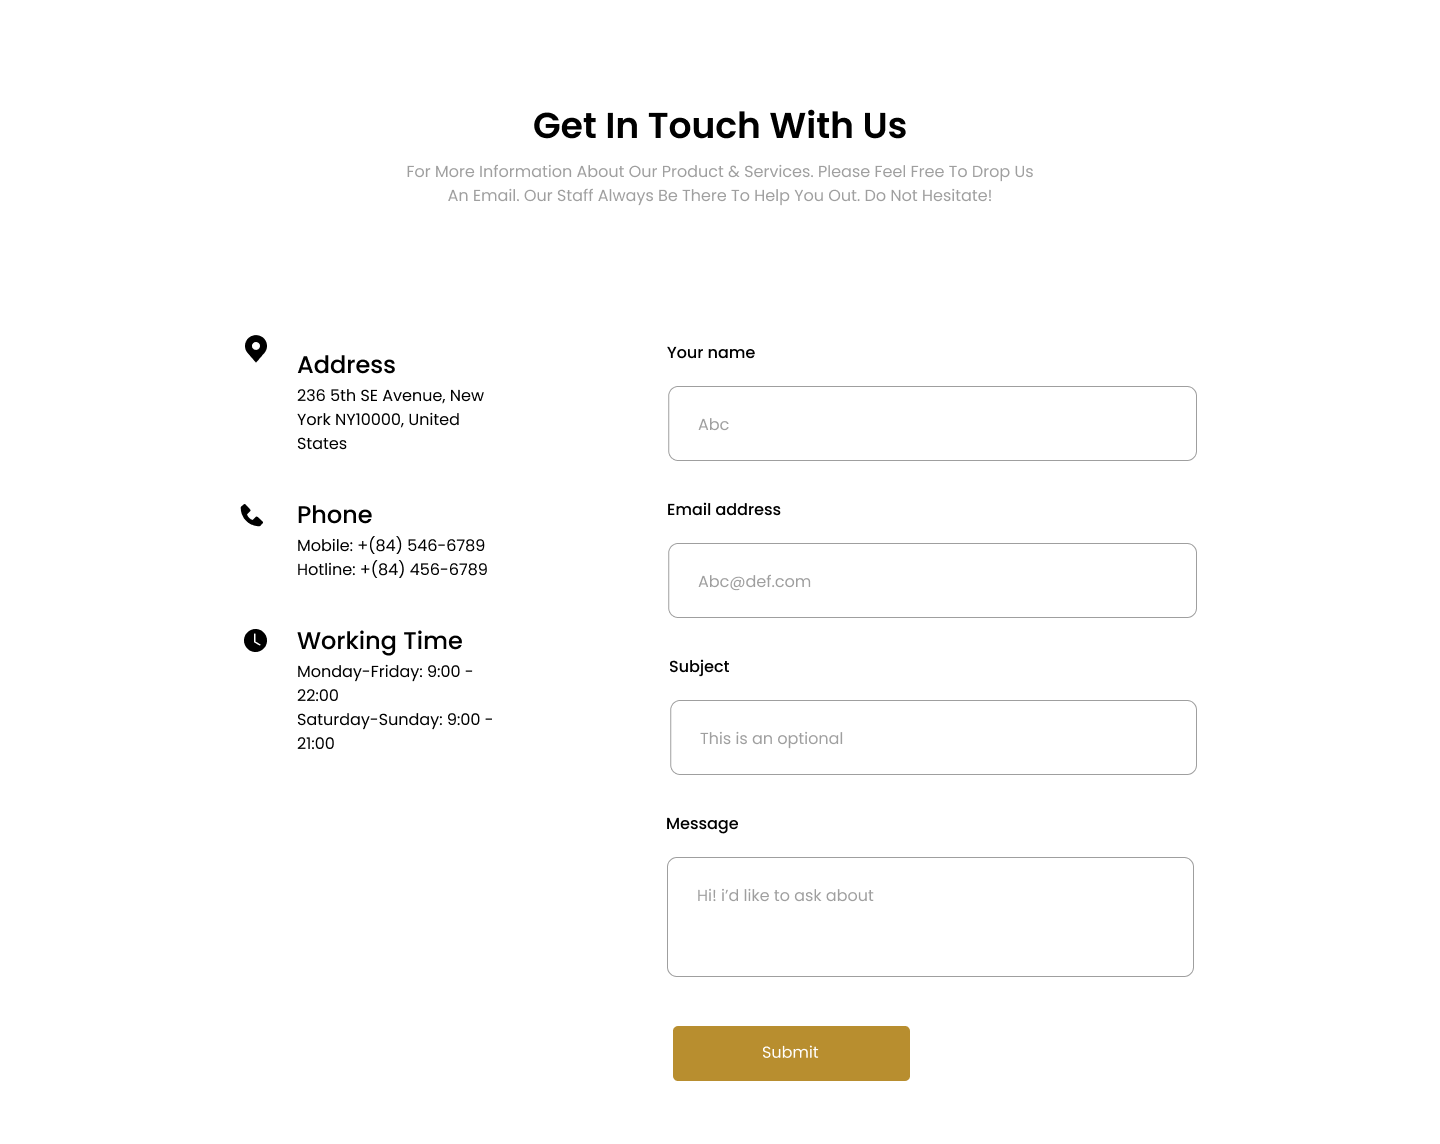 Get In Touch With Us
For More Information About Our Product & Services. Please Feel Free To Drop Us
An Email. Our Staff Always Be There To Help You Out. Do Not Hesitate!
Address
236 5th SE Avenue, New
York NY10000, United
States
Phone
Mobile: +(84) 546-6789
Hotline: +(84) 456-6789
Working Time
Monday-Friday: 9:00 -
22:00
Saturday-Sunday: 9:00 -
21:00
Your name
Abc
Email address
Abc@def.com
Subject
This is an optional
Message
Hi! i’d like to ask about
Submit